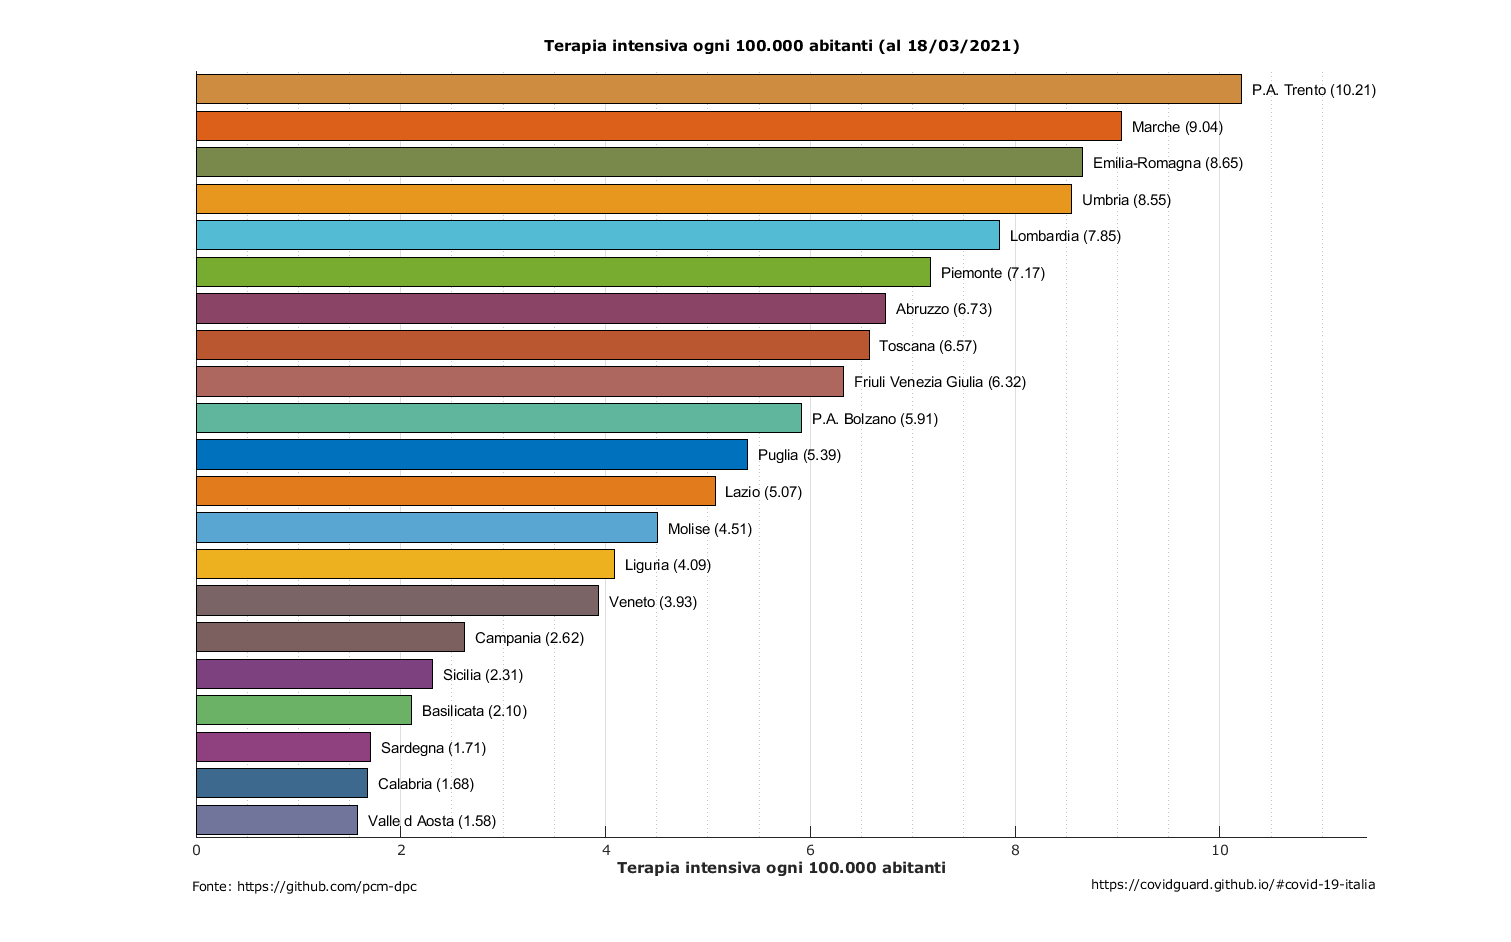 Terapia intensiva ogni 100.000 abitanti (al 18/03/2021)
P.A. Trento (10.21)
Marche (9.04)
Emilia-Romagna (8.65)
Umbria (8.55)
Lombardia (7.85)
Piemonte (7.17)
Abruzzo (6.73)
Toscana (6.57)
Friuli Venezia Giulia (6.32)
P.A. Bolzano (5.91)
Puglia (5.39)
Lazio (5.07)
Molise (4.51)
Liguria (4.09)
Veneto (3.93)
Campania (2.62)
Sicilia (2.31)
Basilicata (2.10)
Sardegna (1.71)
Calabria (1.68)
Valle d Aosta (1.58)
0 2 4 6 8 10
Terapia intensiva ogni 100.000 abitanti
Fonte: https://github.com/pcm-dpc
https://covidguard.github.io/#covid-19-italia